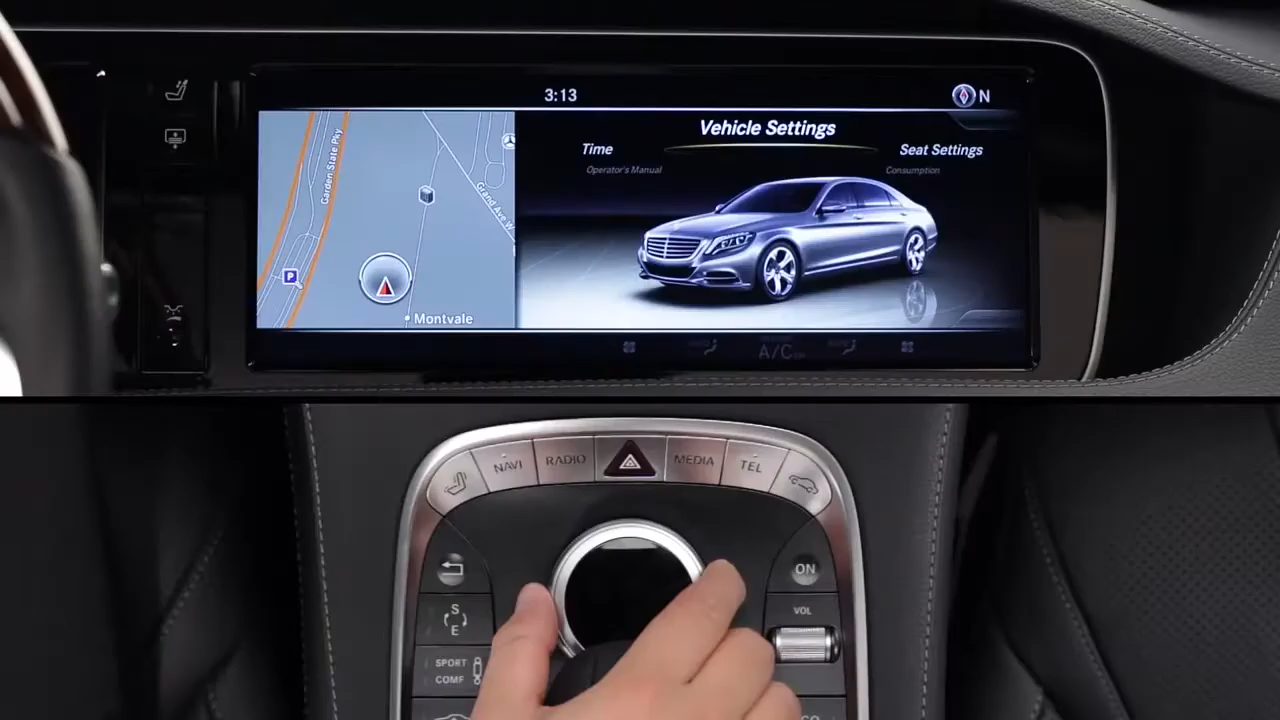 3:13
N
Garden State Pky
Grand Ave W
P
Montvale
Vehicle Settings
Time
Seat Settings
Operator's Manual
Consumption
A/C
NAVI
RADIO
MEDIA
TEL
ON
S
E
VOL
SPORT
COMF